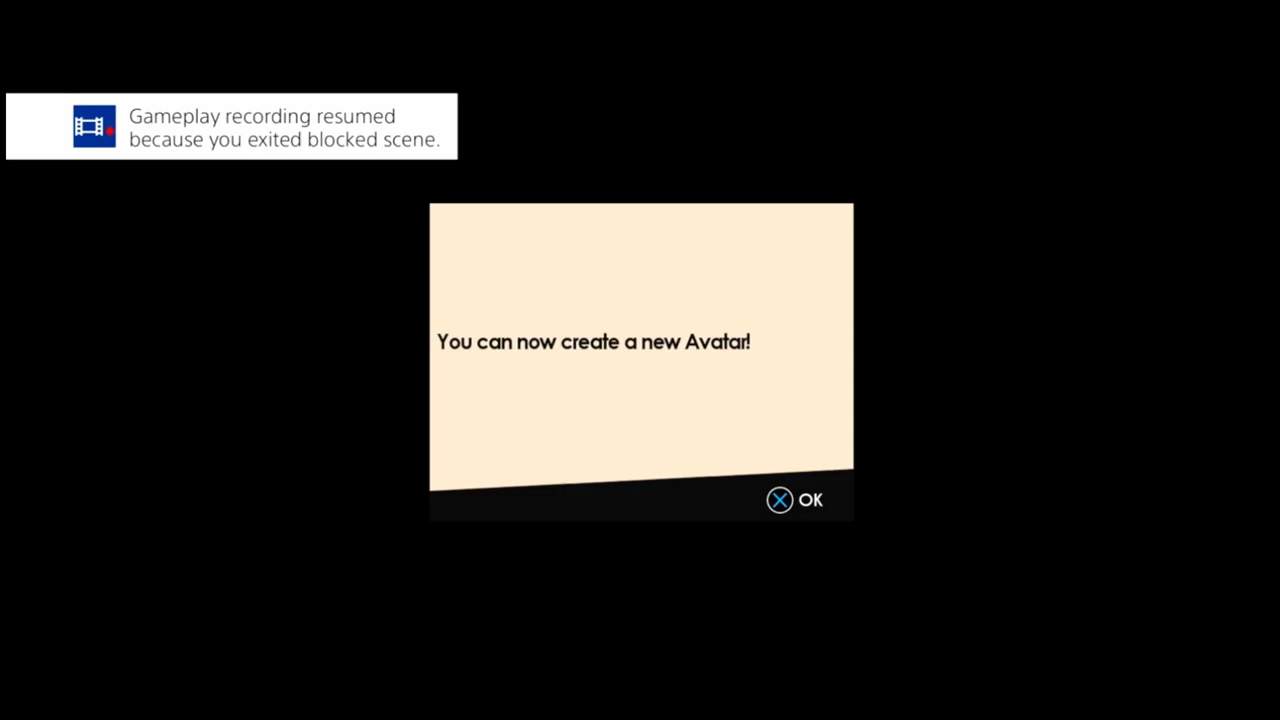 Gameplay recording resumed
because you exited blocked scene.
You can now create a new Avatar!
OK